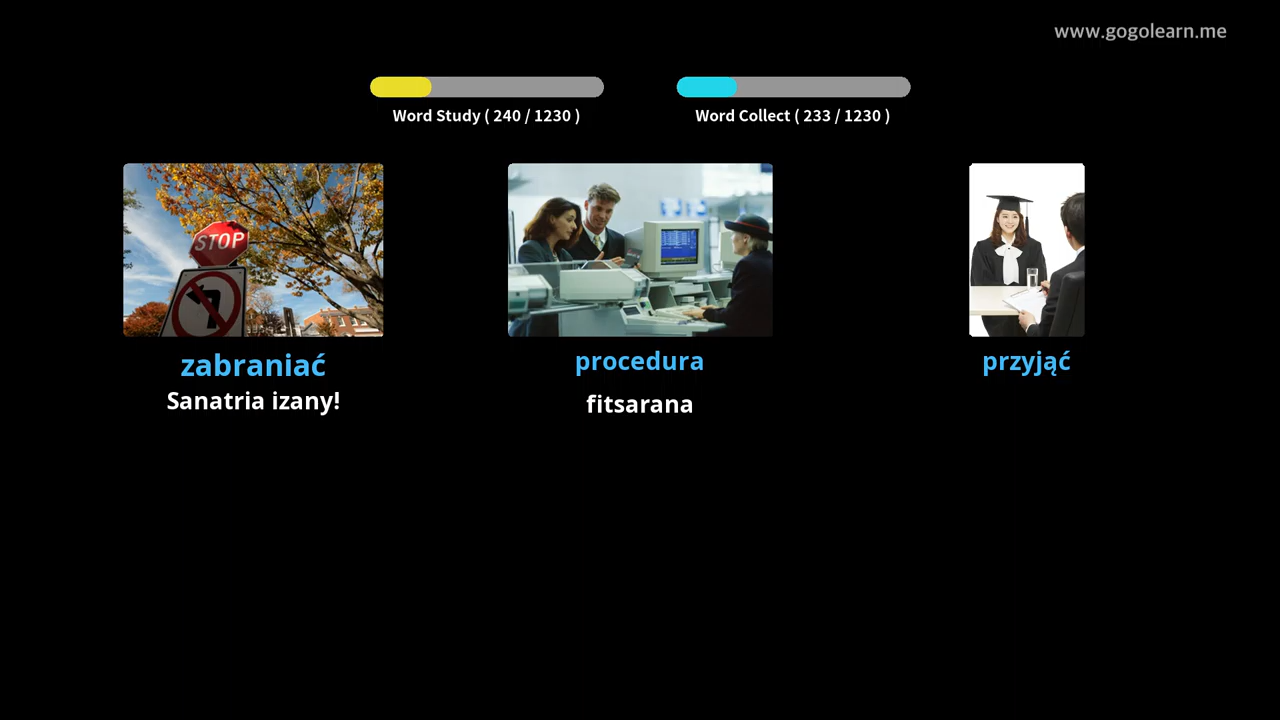 www.gogolearn.me
Word Study ( 240 / 1230 )
Word Collect ( 233 / 1230 )
STOP
zabraniać
Sanatria izany!
procedura
fitsarana
przyjąć